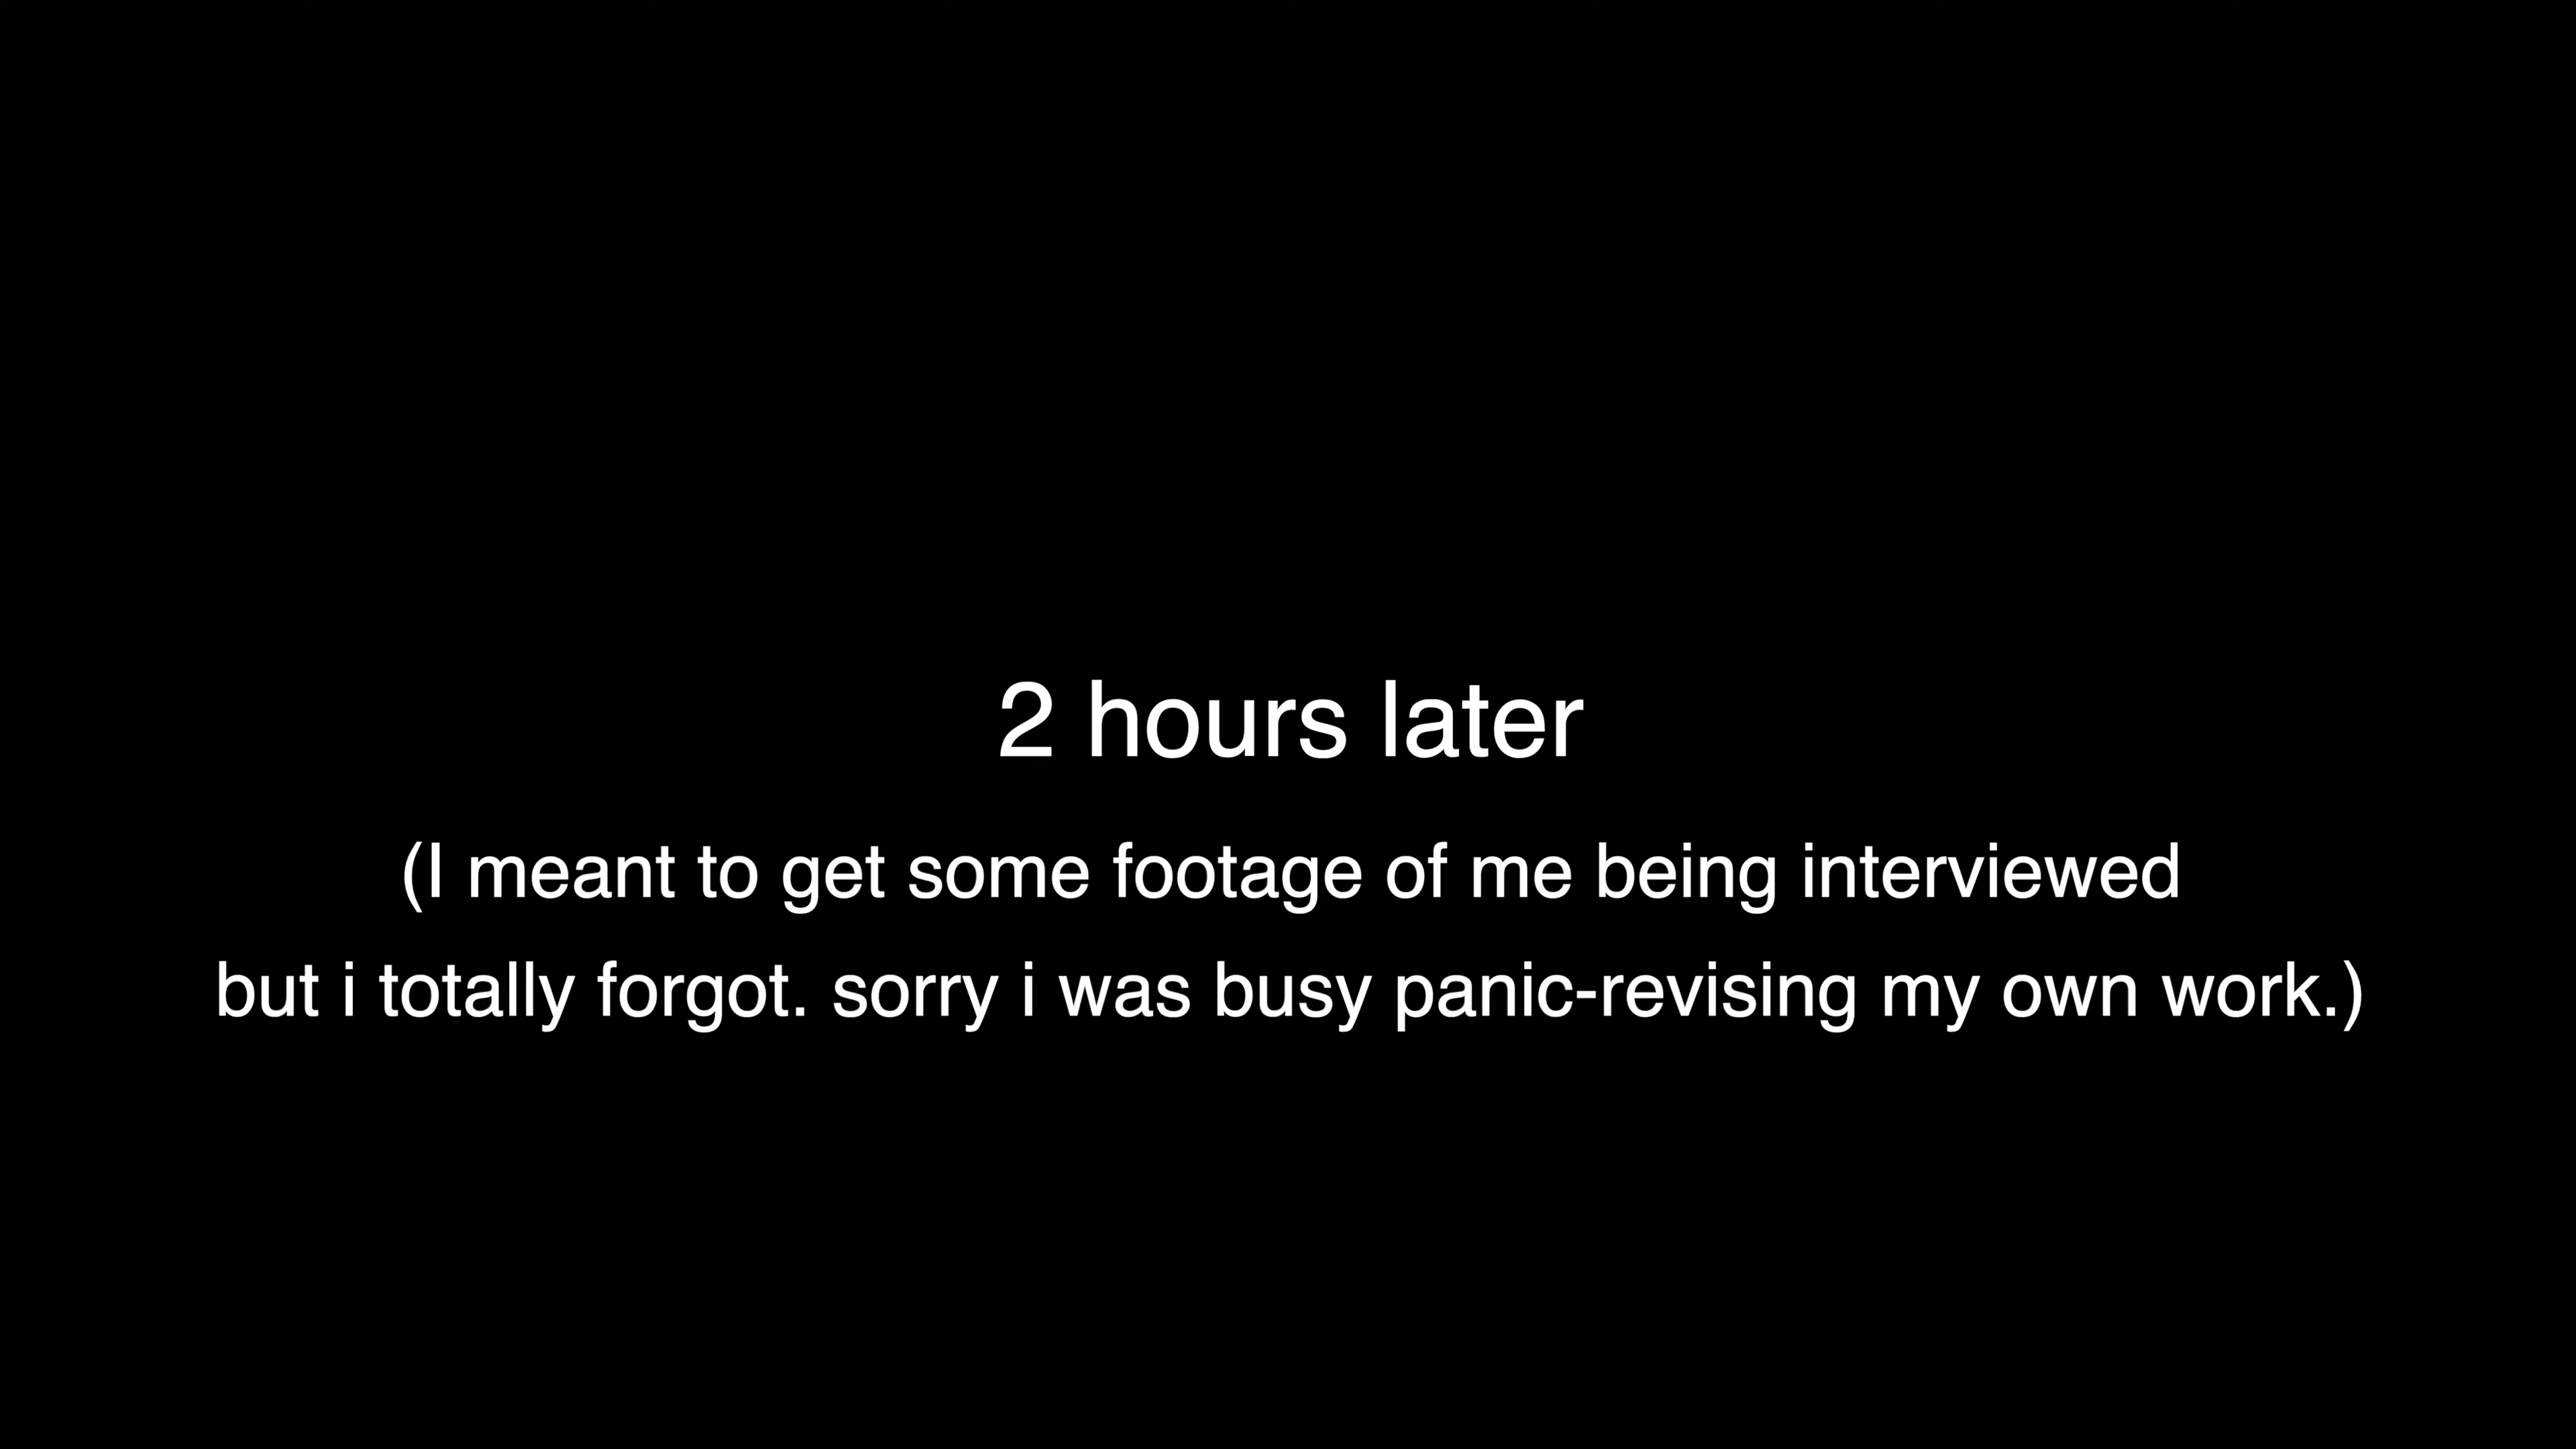 2 hours later
(I meant to get some footage of me being interviewed
but i totally forgot. sorry i was busy panic-revising my own work.)